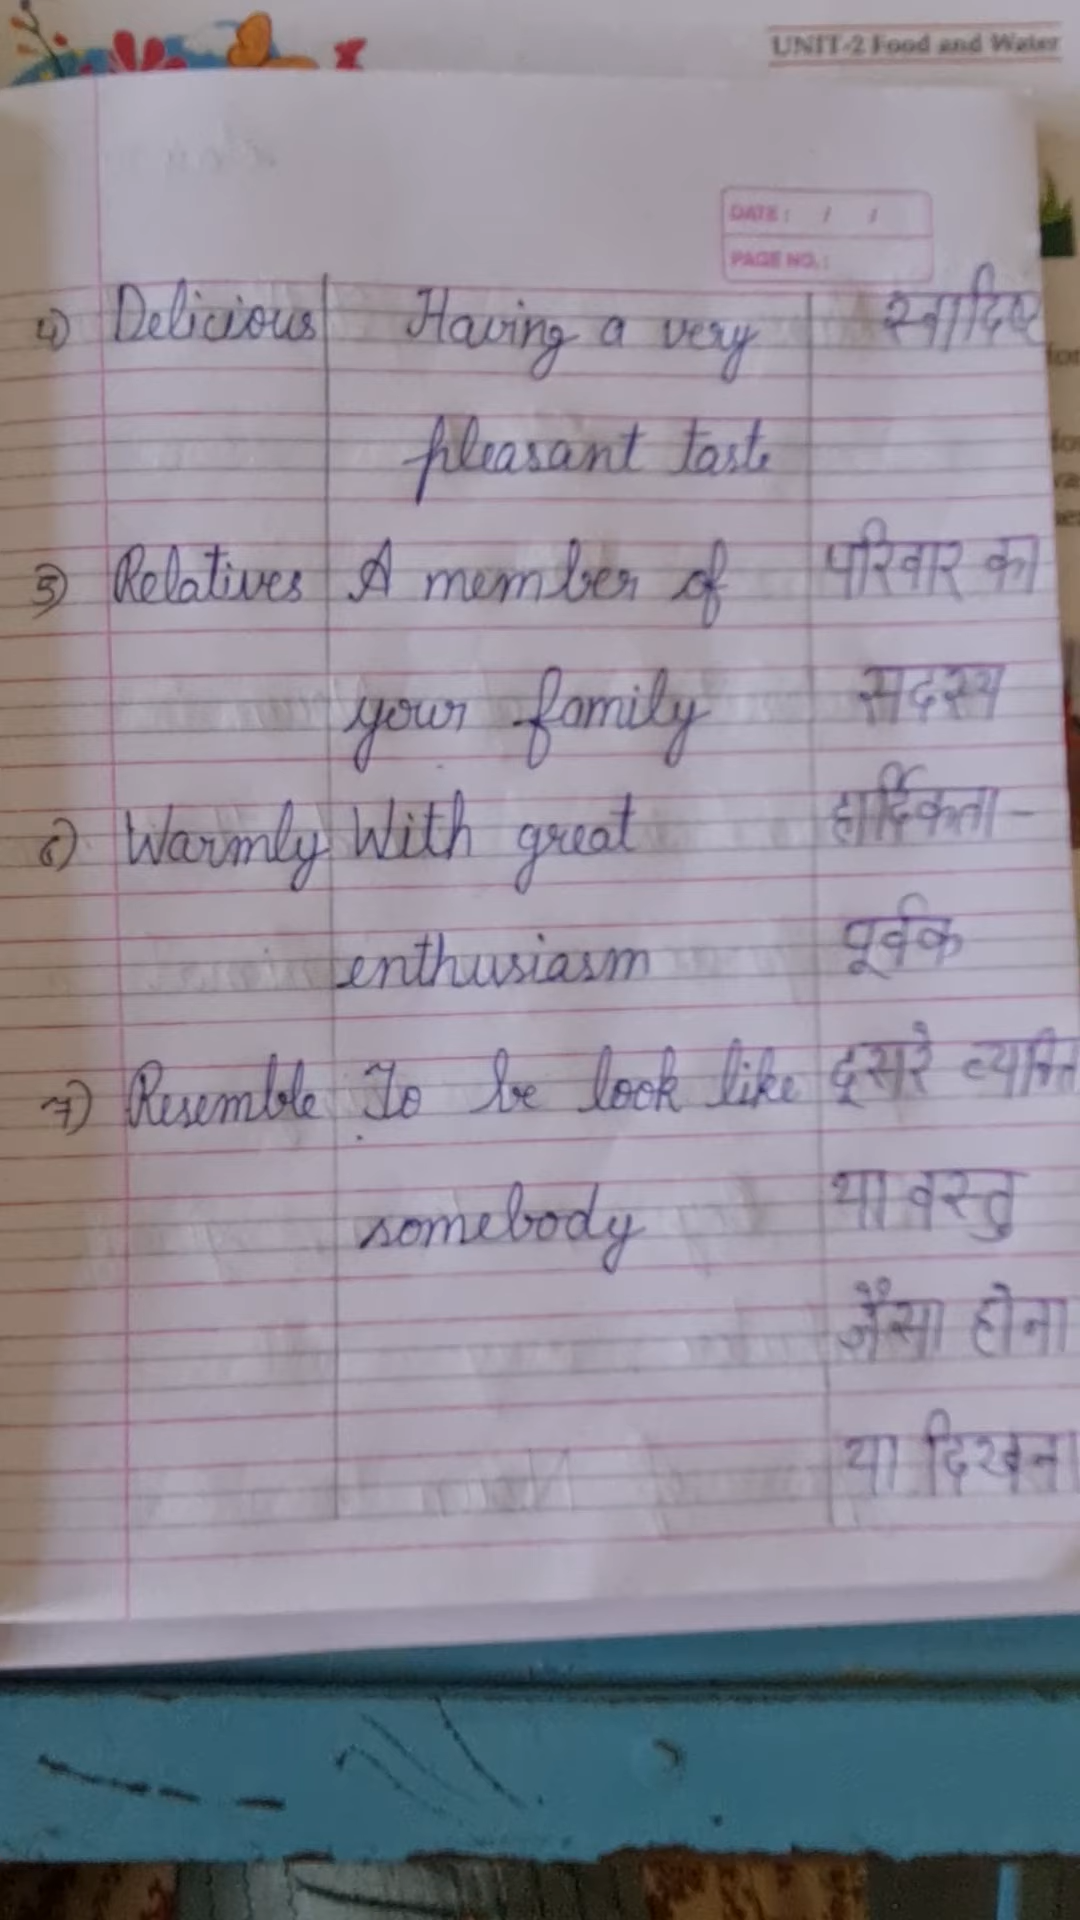 UNIT-2 Food and Water
DATE: / /
PAGE NO.:
4) Delicious Having a very
pleasant taste
5) Relatives A member of परिवार का
your family सदस्य
6) Warmly With great हार्दिकता-
enthusiasm पूर्वक
7) Resemble To be look like दूसरे
somebody या वस्तु
जैसा होना
या